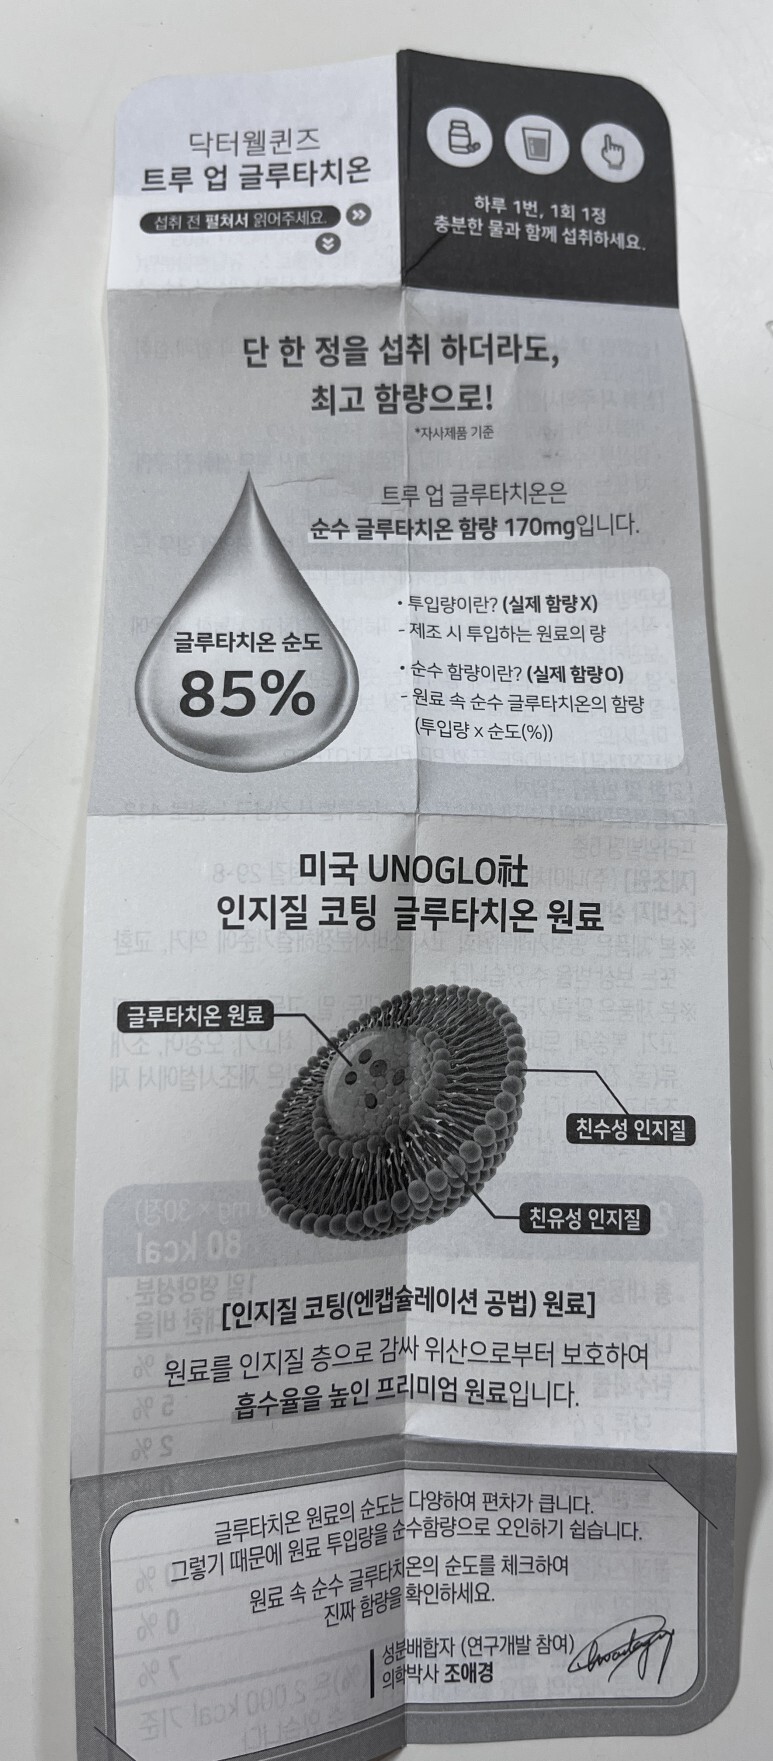 닥터웰퀸즈
트루 업 글루타치온
섭취 전 펼쳐서 읽어주세요.
하루 1번, 1회 1정
충분한 물과 함께 섭취하세요.
단 한 정을 섭취 하더라도,
최고 함량으로!
*자사제품 기준
트루 업 글루타치온은
순수 글루타치온 함량 170mg입니다.
글루타치온 순도
85%
• 투입량이란? (실제 함량X)
- 제조 시 투입하는 원료의 량
• 순수 함량이란? (실제 함량O)
- 원료 속 순수 글루타치온의 함량
(투입량 x 순도(%))
미국 UNOGLO社
인지질 코팅 글루타치온 원료
글루타치온 원료
친수성 인지질
친유성 인지질
[인지질 코팅(엔캡슐레이션 공법) 원료]
원료를 인지질 층으로 감싸 위산으로부터 보호하여
흡수율을 높인 프리미엄 원료입니다.
글루타치온 원료의 순도는 다양하여 편차가 큽니다.
그렇기 때문에 원료 투입량을 순수함량으로 오인하기 쉽습니다.
원료 속 순수 글루타치온의 순도를 체크하여
진짜 함량을 확인하세요.
성분배합자 (연구개발 참여)
의학박사 조애경